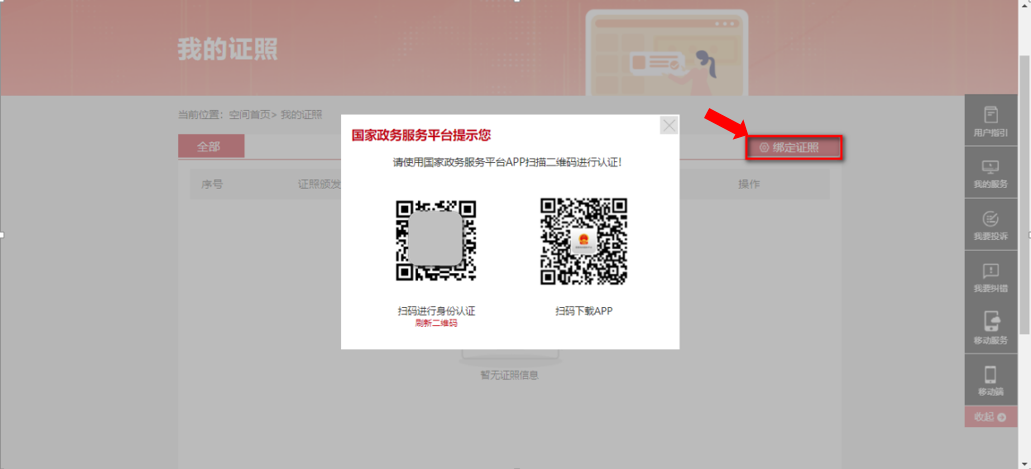 我的证照
当前位置：空间首页> 我的证照
全部
绑定证照
序号
证照颁发
操作
国家政务服务平台提示您
请使用国家政务服务平台APP扫描二维码进行认证!
扫码进行身份认证
刷新二维码
扫码下载APP
暂无证照信息
用户指引
我的服务
我要投诉
我要纠错
移动服务
移动端
收起